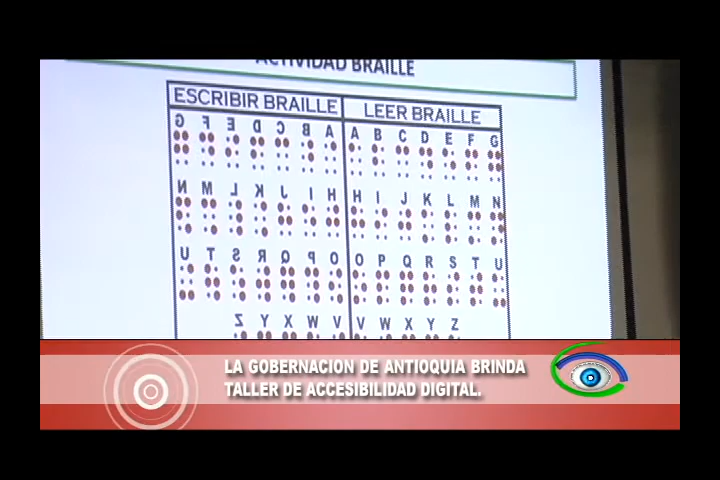 ACTIVIDAD BRAILLE
ESCRIBIR BRAILLE LEER BRAILLE
G F E D C B A A B C D E F G
N M L K J I H H I J K L M N
U T S R Q P O O P Q R S T U
Z Y X W V V W X Y Z
LA GOBERNACION DE ANTIOQUIA BRINDA
TALLER DE ACCESIBILIDAD DIGITAL.